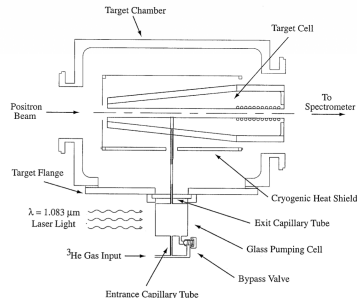 Target Chamber
Target Cell
Positron
Beam
To
Spectrometer
Target Flange
Cryogenic Heat Shield
λ = 1.083 μm
Laser Light
Exit Capillary Tube
Glass Pumping Cell
³He Gas Input
Bypass Valve
Entrance Capillary Tube